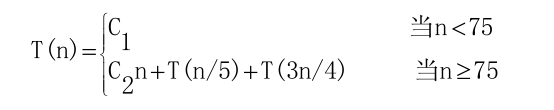 C1 当n<75
T(n)=
C2n+T(n/5)+T(3n/4) 当n≥75